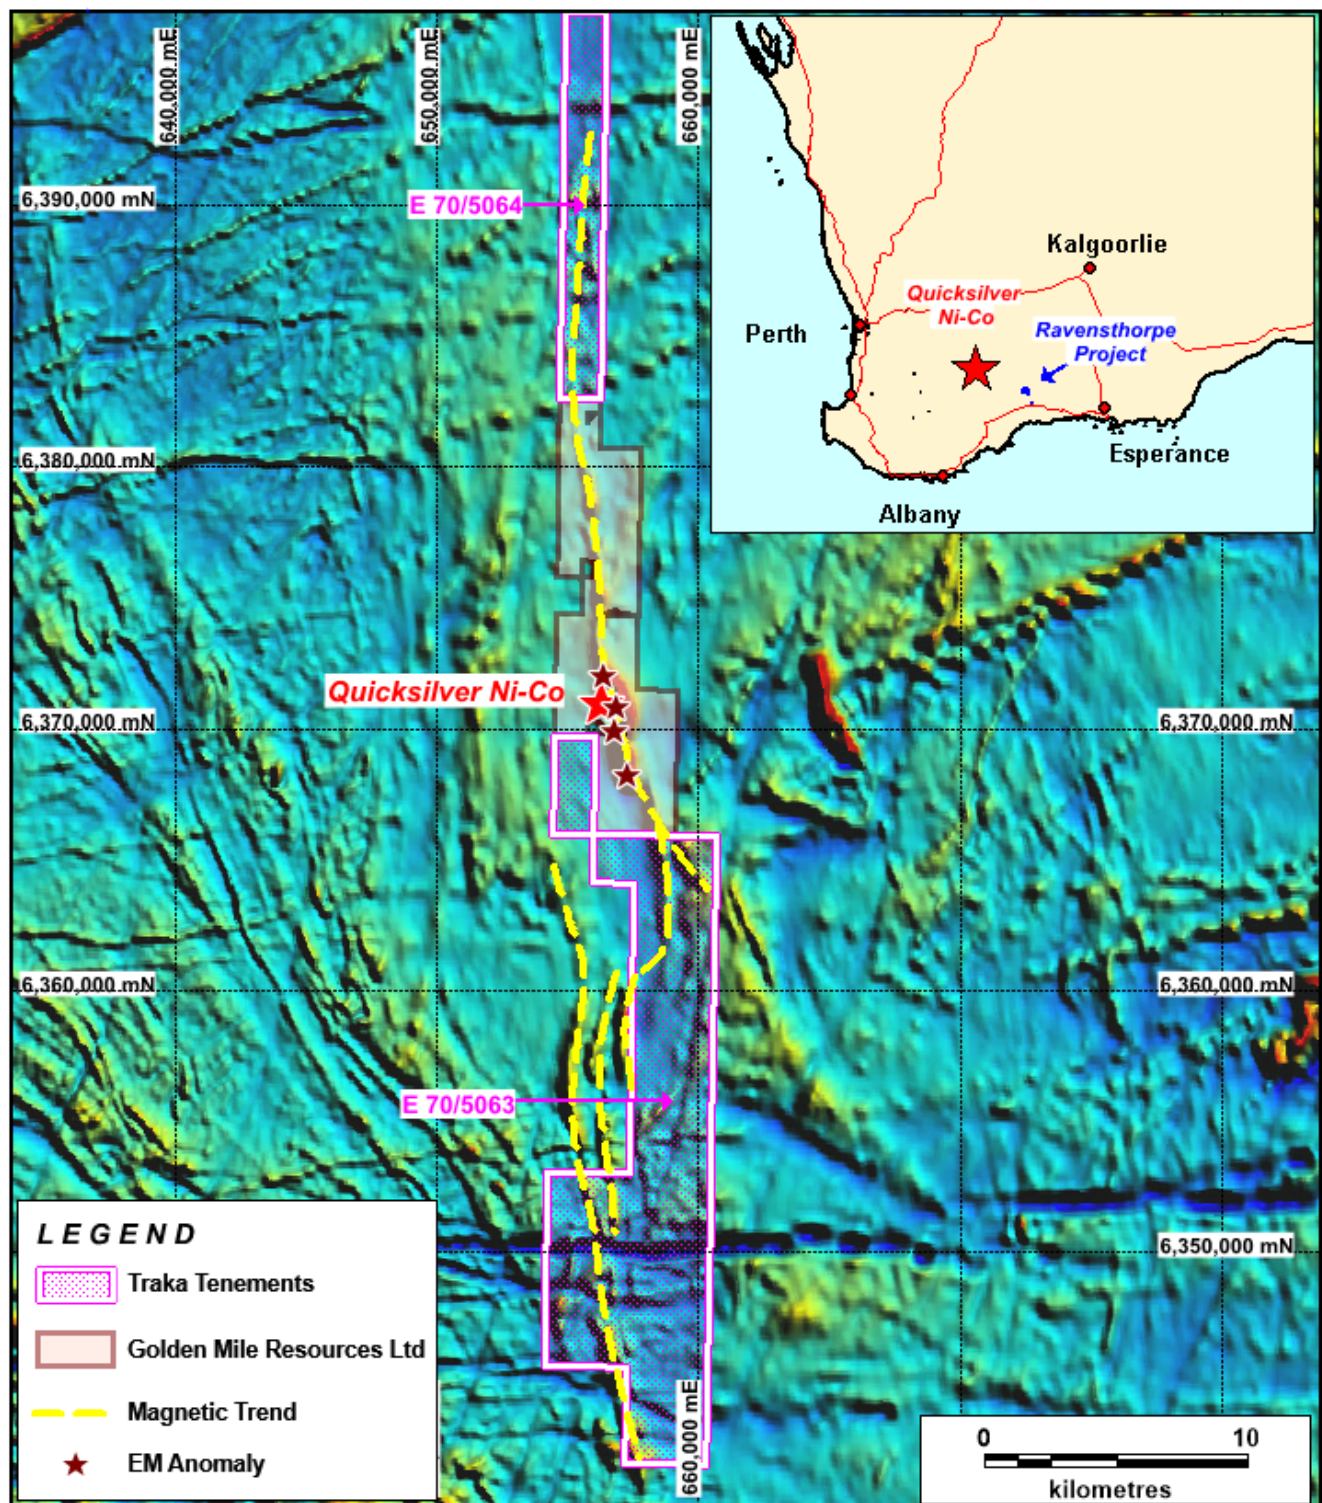 640,000 mE
650,000 mE
660,000 mE
6,390,000 mN
E 70/5064
Kalgoorlie
Quicksilver
Ni-Co
Perth
Ravensthorpe
Project
Esperance
Albany
6,380,000 mN
Quicksilver Ni-Co
6,370,000 mN
6,370,000 mN
6,360,000 mN
6,360,000 mN
E 70/5063
6,350,000 mN
LEGEND
Traka Tenements
Golden Mile Resources Ltd
Magnetic Trend
EM Anomaly
660,000 mE
0 10
kilometres